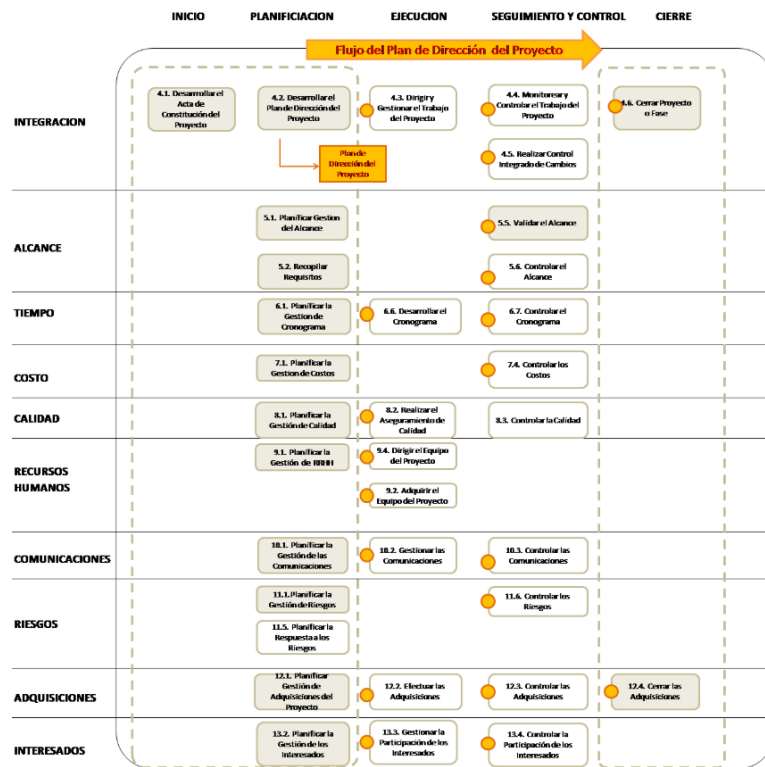 INICIO
PLANIFICIACION
EJECUCION
SEGUIMIENTO Y CONTROL
CIERRE
Flujo del Plan de Dirección del Proyecto
INTEGRACION
4.1. Desarrrollar el
Acta de
Constitución del
Proyecto
4.2. Desarrollar el
Plan de Dirección del
Proyecto
4.3. Dirigir y
Gestionar el Trabajo
del Proyecto
4.4. Monitorear y
Controlar el Trabajo del
Proyecto
4.6. Cerrar Proyecto
o Fase
Plan de
Dirección del
Proyecto
4.5. Realizar Control
Integrado de Cambios
ALCANCE
5.1. Planificar Gestion
del Alcance
5.5. Validar el Alcance
5.2. Recopilar
Requisitos
5.6. Controlar el
Alcance
TIEMPO
6.1. Planificar la
Gestion de
Cronograma
6.6. Desarrollar el
Cronograma
6.7. Controlar el
Cronograma
COSTO
7.1. Planificar la
Gestion de Costos
7.4. Controlar los
Costos
CALIDAD
8.1. Planificar la
Gestión de Calidad
8.2. Realizar el
Aseguramiento de
Calidad
8.3. Controlar la Calidad
RECURSOS
HUMANOS
9.1. Planificar la
Gestión de RRHH
9.4. Dirigir el Equipo
del Proyecto
9.2. Adquirir el
Equipo del Proyecto
COMUNICACIONES
10.1. Planificar la
Gestión de las
Comunicaciones
10.2. Gestionar las
Comunicaciones
10.3. Controlar las
Comunicaciones
RIESGOS
11.1.Planificar la
Gestión de Riesgos
11.6. Controlar los
Riesgos
11.5. Planificar la
Respuesta a los
Riesgos
ADQUISICIONES
12.1. Planificar
Gestión de
Adquisiciones del
Proyecto
12.2. Efectuar las
Adquisiciones
12.3. Controlar las
Adquisiciones
12.4. Cerrar las
Adquisiciones
INTERESADOS
13.2. Planificar la
Gestión de los
Interesados
13.3. Gestionar la
Participación de los
Interesados
13.4. Controlar la
Participación de los
Interesados